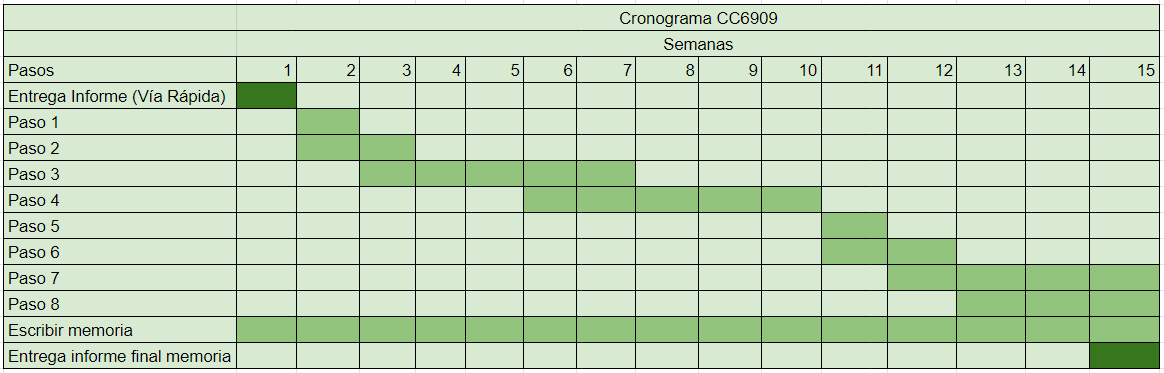 Cronograma CC6909
Semanas
Pasos 1 2 3 4 5 6 7 8 9 10 11 12 13 14 15
Entrega Informe (Vía Rápida)
Paso 1
Paso 2
Paso 3
Paso 4
Paso 5
Paso 6
Paso 7
Paso 8
Escribir memoria
Entrega informe final memoria